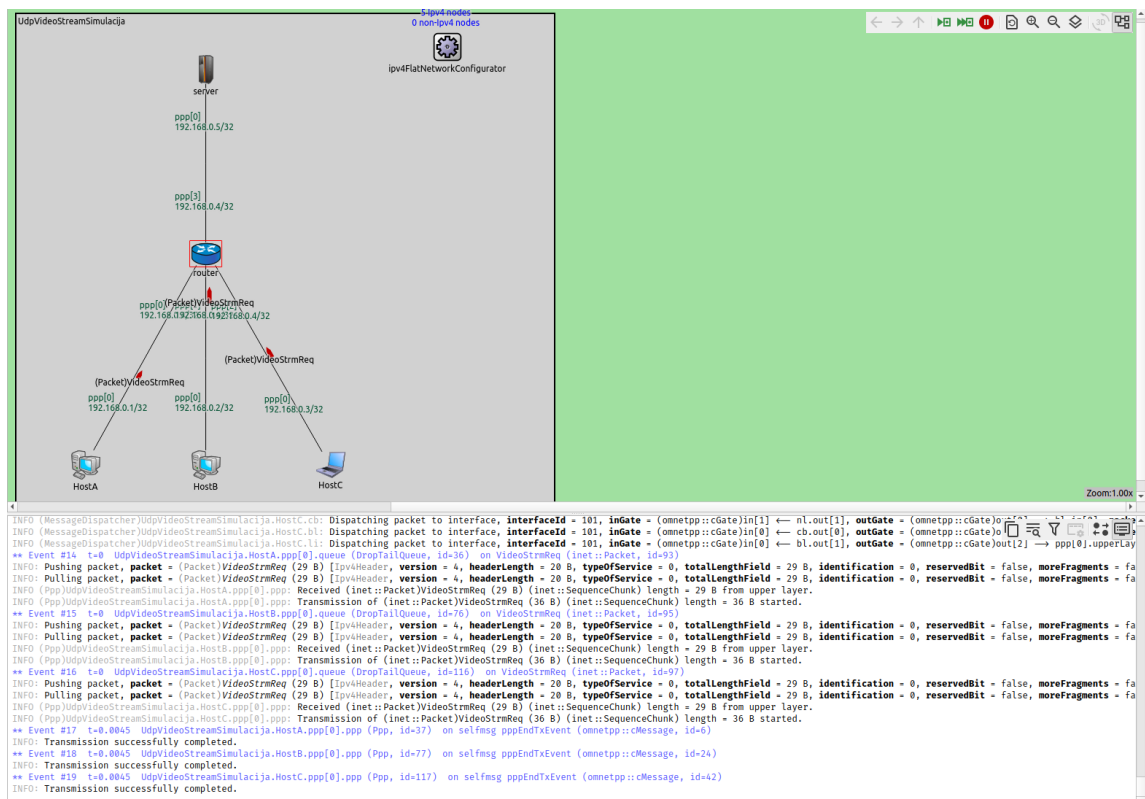 UdpVideoStreamSimulacija
5 Ipv4 nodes
0 non-Ipv4 nodes
ipv4FlatNetworkConfigurator
3D
server
ppp[0]
192.168.0.5/32
ppp[3]
192.168.0.4/32
router
(Packet)VideoStrmReq
ppp[0]
192.168.0.4/32
(Packet)VideoStrmReq
(Packet)VideoStrmReq
ppp[0]
192.168.0.1/32
ppp[0]
192.168.0.2/32
ppp[0]
192.168.0.3/32
HostA
HostB
HostC
Zoom:1.00x
INFO (MessageDispatcher)UdpVideoStreamSimulacija.HostC.cb: Dispatching packet to interface, interfaceId = 101, inGate = (omnetpp::cGate)in[1] ⟵ nl.out[1], outGate = (omnetpp::cGate)o
INFO (MessageDispatcher)UdpVideoStreamSimulacija.HostC.bl: Dispatching packet to interface, interfaceId = 101, inGate = (omnetpp::cGate)in[0] ⟵ cb.out[0], outGate = (omnetpp::cGate)o
INFO (MessageDispatcher)UdpVideoStreamSimulacija.HostC.li: Dispatching packet to interface, interfaceId = 101, inGate = (omnetpp::cGate)in[0] ⟵ bl.out[1], outGate = (omnetpp::cGate)out[2] ⟶ ppp[0].upperLay
** Event #14 t=0 UdpVideoStreamSimulacija.HostA.ppp[0].queue (DropTailQueue, id=36) on VideoStrmReq (inet::Packet, id=93)
INFO: Pushing packet, packet = (Packet)VideoStrmReq (29 B) [Ipv4Header, version = 4, headerLength = 20 B, typeOfService = 0, totalLengthField = 29 B, identification = 0, reservedBit = false, moreFragments = fa
INFO: Pulling packet, packet = (Packet)VideoStrmReq (29 B) [Ipv4Header, version = 4, headerLength = 20 B, typeOfService = 0, totalLengthField = 29 B, identification = 0, reservedBit = false, moreFragments = fa
INFO (Ppp)UdpVideoStreamSimulacija.HostA.ppp[0].ppp: Received (inet::Packet)VideoStrmReq (29 B) (inet::SequenceChunk) length = 29 B from upper layer.
INFO (Ppp)UdpVideoStreamSimulacija.HostA.ppp[0].ppp: Transmission of (inet::Packet)VideoStrmReq (36 B) (inet::SequenceChunk) length = 36 B started.
** Event #15 t=0 UdpVideoStreamSimulacija.HostB.ppp[0].queue (DropTailQueue, id=76) on VideoStrmReq (inet::Packet, id=95)
INFO: Pushing packet, packet = (Packet)VideoStrmReq (29 B) [Ipv4Header, version = 4, headerLength = 20 B, typeOfService = 0, totalLengthField = 29 B, identification = 0, reservedBit = false, moreFragments = fa
INFO: Pulling packet, packet = (Packet)VideoStrmReq (29 B) [Ipv4Header, version = 4, headerLength = 20 B, typeOfService = 0, totalLengthField = 29 B, identification = 0, reservedBit = false, moreFragments = fa
INFO (Ppp)UdpVideoStreamSimulacija.HostB.ppp[0].ppp: Received (inet::Packet)VideoStrmReq (29 B) (inet::SequenceChunk) length = 29 B from upper layer.
INFO (Ppp)UdpVideoStreamSimulacija.HostB.ppp[0].ppp: Transmission of (inet::Packet)VideoStrmReq (36 B) (inet::SequenceChunk) length = 36 B started.
** Event #16 t=0 UdpVideoStreamSimulacija.HostC.ppp[0].queue (DropTailQueue, id=116) on VideoStrmReq (inet::Packet, id=97)
INFO: Pushing packet, packet = (Packet)VideoStrmReq (29 B) [Ipv4Header, version = 4, headerLength = 20 B, typeOfService = 0, totalLengthField = 29 B, identification = 0, reservedBit = false, moreFragments = fa
INFO: Pulling packet, packet = (Packet)VideoStrmReq (29 B) [Ipv4Header, version = 4, headerLength = 20 B, typeOfService = 0, totalLengthField = 29 B, identification = 0, reservedBit = false, moreFragments = fa
INFO (Ppp)UdpVideoStreamSimulacija.HostC.ppp[0].ppp: Received (inet::Packet)VideoStrmReq (29 B) (inet::SequenceChunk) length = 29 B from upper layer.
INFO (Ppp)UdpVideoStreamSimulacija.HostC.ppp[0].ppp: Transmission of (inet::Packet)VideoStrmReq (36 B) (inet::SequenceChunk) length = 36 B started.
** Event #17 t=0.0045 UdpVideoStreamSimulacija.HostA.ppp[0].ppp (Ppp, id=37) on selfmsg pppEndTxEvent (omnetpp::cMessage, id=6)
INFO: Transmission successfully completed.
** Event #18 t=0.0045 UdpVideoStreamSimulacija.HostB.ppp[0].ppp (Ppp, id=77) on selfmsg pppEndTxEvent (omnetpp::cMessage, id=24)
INFO: Transmission successfully completed.
** Event #19 t=0.0045 UdpVideoStreamSimulacija.HostC.ppp[0].ppp (Ppp, id=117) on selfmsg pppEndTxEvent (omnetpp::cMessage, id=42)
INFO: Transmission successfully completed.